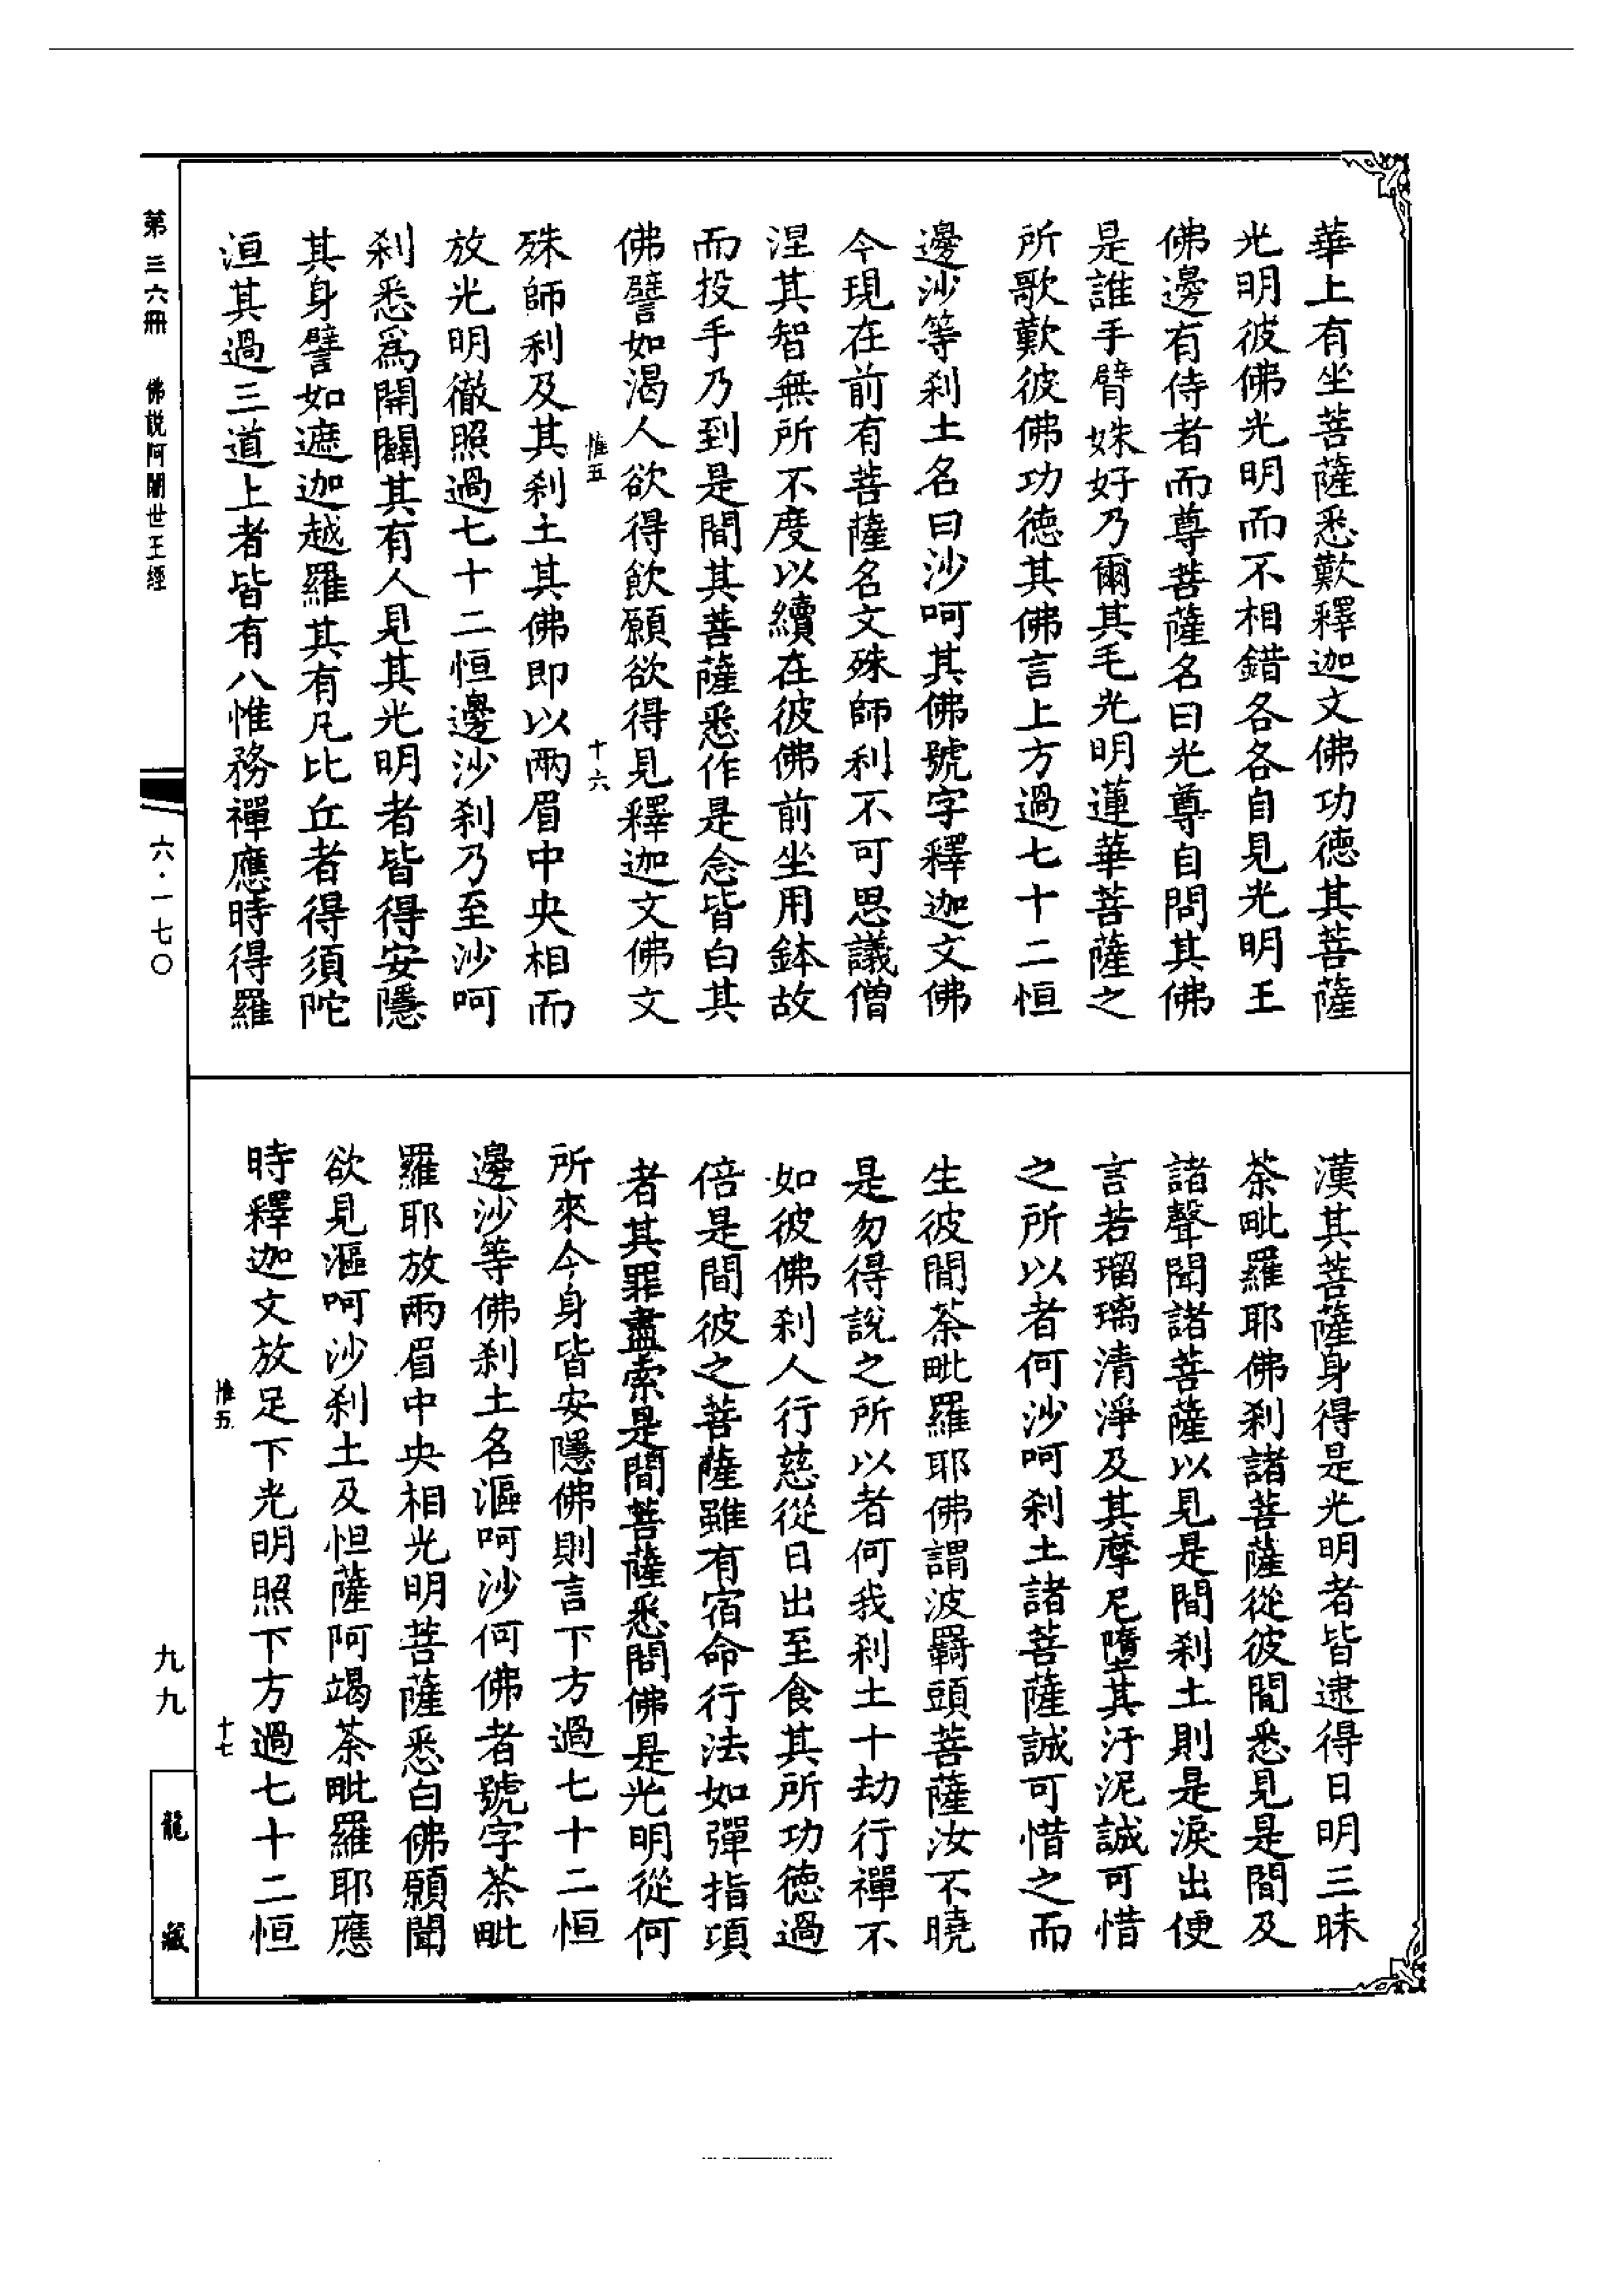 華上有坐菩薩悉歎釋迦文佛功德其菩薩
光明彼佛光明而不相錯各各自見光明王
佛邊有侍者而尊菩薩名曰光尊自問其佛
是誰手臂姝好乃爾其毛光明蓮華菩薩之
所歌歎彼佛功德其佛言上方過七十二恒
邊沙等刹土名曰沙呵其佛號字釋迦文佛
今現在前有菩薩名文殊師利不可思議僧
涅其智無所不度以續在彼佛前坐用鉢故
而投手乃到是間其菩薩悉作是念皆白其
佛譬如渴人欲得飲願欲得見釋迦文佛文
惟五 十六
殊師利及其刹土其佛即以兩眉中央相而
放光明徹照過七十二恒邊沙刹乃至沙呵
刹悉爲開闢其有人見其光明者皆得安隱
其身譬如遮迦越羅其有凡比丘者得須陀
洹其過三道上者皆有八惟務禪應時得羅
漢其菩薩身得是光明者皆逮得日明三昧
荼毗羅耶佛刹諸菩薩從彼間悉見是間及
諸聲聞諸菩薩以見是間刹土則是淚出便
言若瑠璃清淨及其摩尼墮其汙泥誠可惜
之所以者何沙呵刹土諸菩薩誠可惜之而
生彼間荼毗羅耶佛謂波羇頭菩薩汝不曉
是勿得說之所以者何我刹土十劫行禪不
如彼佛刹人行慈從日出至食其所功德過
倍是間彼之菩薩雖有宿命行法如彈指項
者其罪盡索是間菩薩悉問佛是光明從何
所來今身皆安隱佛則言下方過七十二恒
邊沙等佛刹土名漚呵沙何佛者號字荼毗
羅耶放兩眉中央相光明菩薩悉白佛願聞
欲見漚呵沙刹土及怛薩阿竭荼毗羅耶應
時釋迦文放足下光明照下方過七十二恒
惟五 十七
第三六冊 佛說阿闍世王經
六·一七〇
九九
龍藏